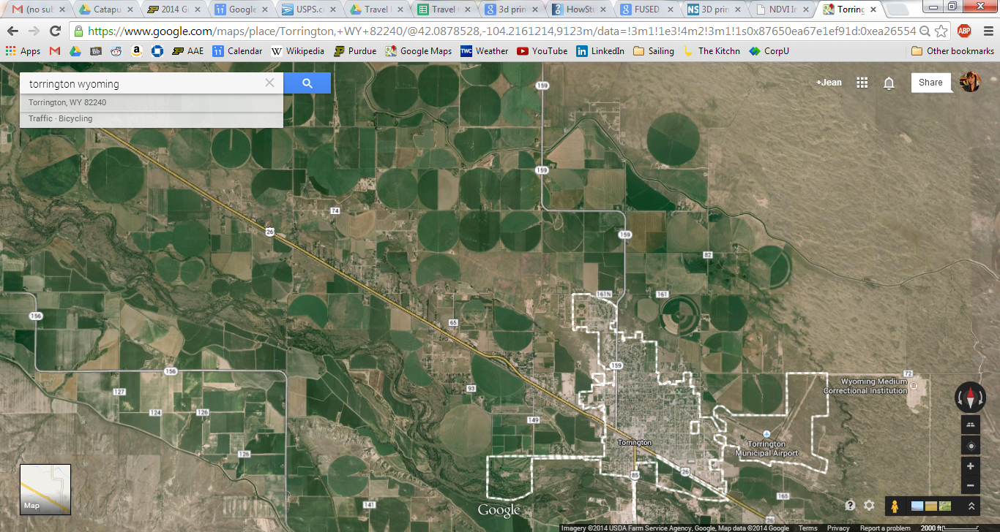 (no sub
Catapu
2014 G
Google
USPS.c
Travel
Travel
3d prin
HowSt
FUSED
3D prin
NDVI I
Torring
https://www.google.com/maps/place/Torrington,+WY+82240/@42.0878528,-104.2161214,9123m/data=!3m1!1e3!4m2!3m1!1s0x87650ea67e1ef91d:0xea26554
ABP
Apps
Bb
AAE
Calendar
Wikipedia
Purdue
Google Maps
TWC Weather
YouTube
LinkedIn
Sailing
The Kitchn
CorpU
Other bookmarks
torrington wyoming
Torrington, WY 82240
Traffic · Bicycling
+Jean
Share
159
159
74
26
159
82
161N
161
156
65
159
156
72
Wyoming Medium
Correctional Institution
93
127
124
126
149
Torrington
Torrington
Municipal Airport
126
85
26
165
141
26
Map
Google
Imagery ©2014 USDA Farm Service Agency, Google, Map data ©2014 Google
Terms
Privacy
Report a problem
2000 ft